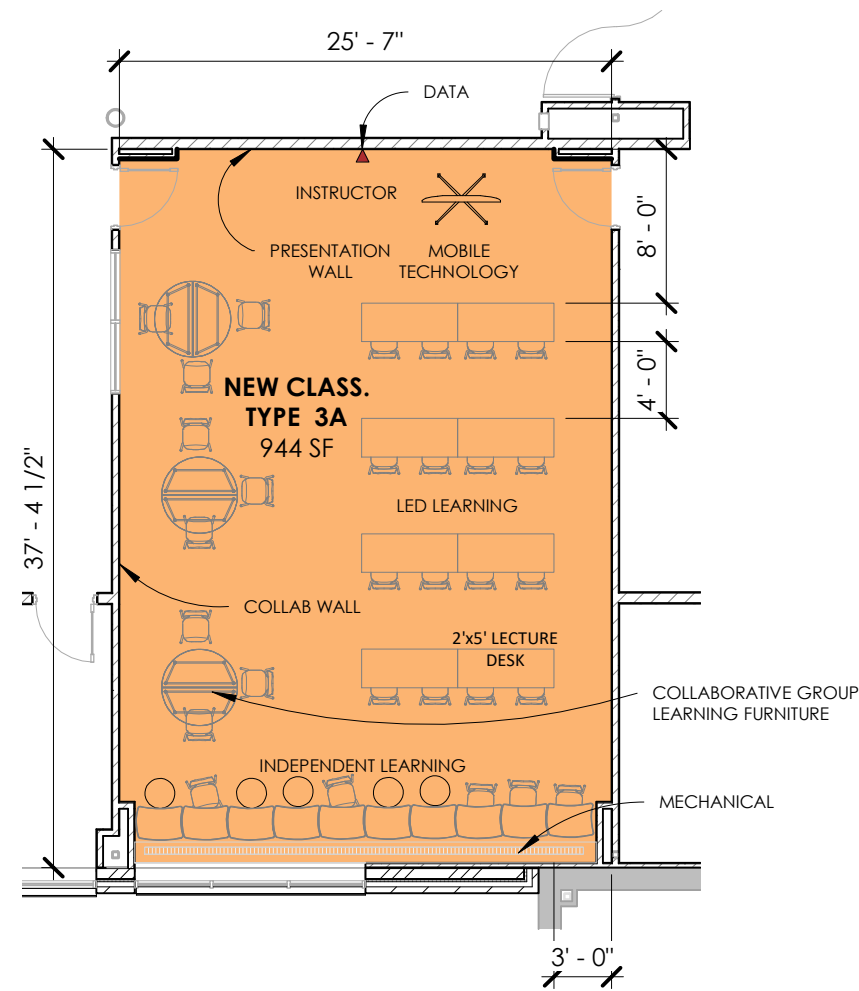 25' - 7"
DATA
INSTRUCTOR
PRESENTATION
WALL
MOBILE
TECHNOLOGY
8' - 0"
4' - 0"
NEW CLASS.
TYPE 3A
944 SF
37' - 4 1/2"
LED LEARNING
COLLAB WALL
2'x5' LECTURE
DESK
COLLABORATIVE GROUP
LEARNING FURNITURE
INDEPENDENT LEARNING
MECHANICAL
3' - 0"